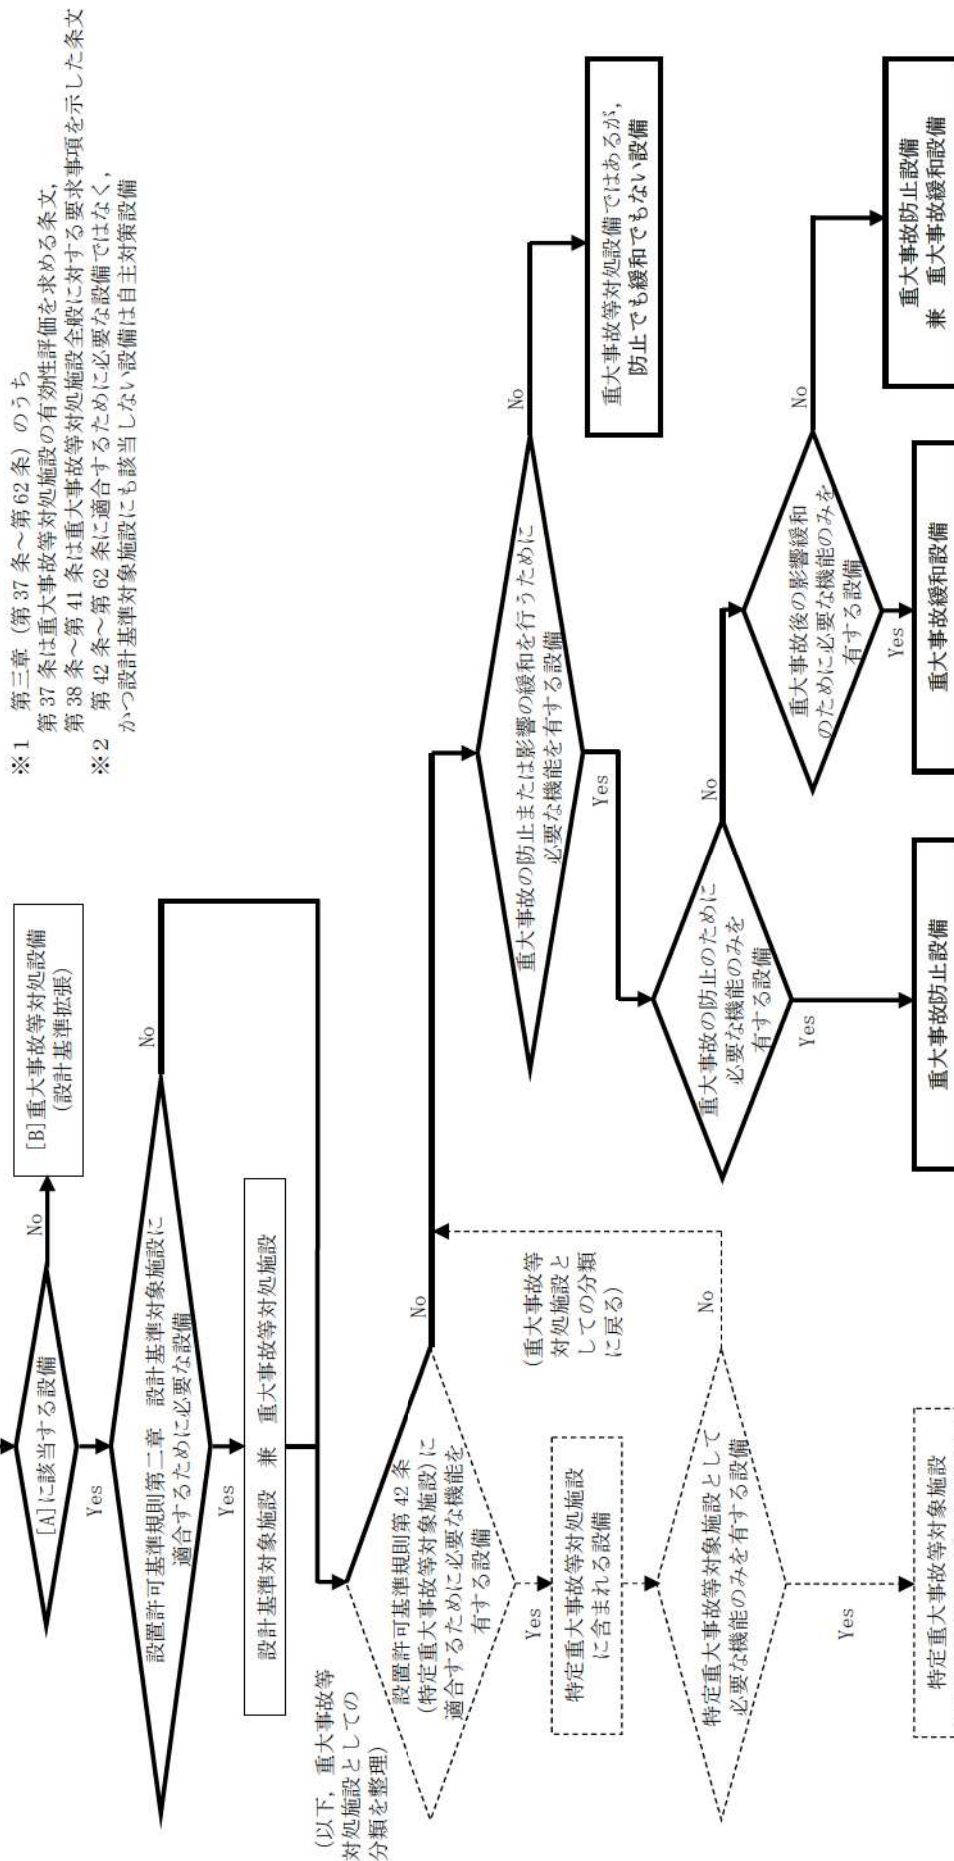 ※1 第三章（第37条～第62条）のうち
第37条は重大事故等対処施設の有効性評価を求める条文，
第38条～第41条は重大事故等対処施設全般に対する要求事項を示した条文
※2 第42条～第62条に適合するために必要な設備ではなく，
かつ設計基準対象施設にも該当しない設備は自主対策設備
[A]に該当する設備
No
[B]重大事故等対処設備
(設計基準拡張)
Yes
設置許可基準規則第二章 設計基準対象施設に
適合するために必要な設備
No
Yes
設計基準対象施設 兼 重大事故等対処施設
(以下，重大事故等
対処施設としての
分類を整理)
設置許可基準規則第42条
(特定重大事故等対象施設)に
適合するために必要な機能を
有する設備
No
Yes
特定重大事故等対処施設
に含まれる設備
(重大事故等
対処施設と
しての分類
に戻る)
特定重大事故等対象施設として
必要な機能のみを有する設備
No
Yes
特定重大事故等対象施設
重大事故の防止または影響の緩和を行うために
必要な機能を有する設備
No
重大事故等対処設備ではあるが，
防止でも緩和でもない設備
Yes
重大事故の防止のために
必要な機能のみを
有する設備
No
Yes
重大事故防止設備
重大事故後の影響緩和
のために必要な機能のみを
有する設備
No
Yes
重大事故緩和設備
重大事故防止設備
兼 重大事故緩和設備